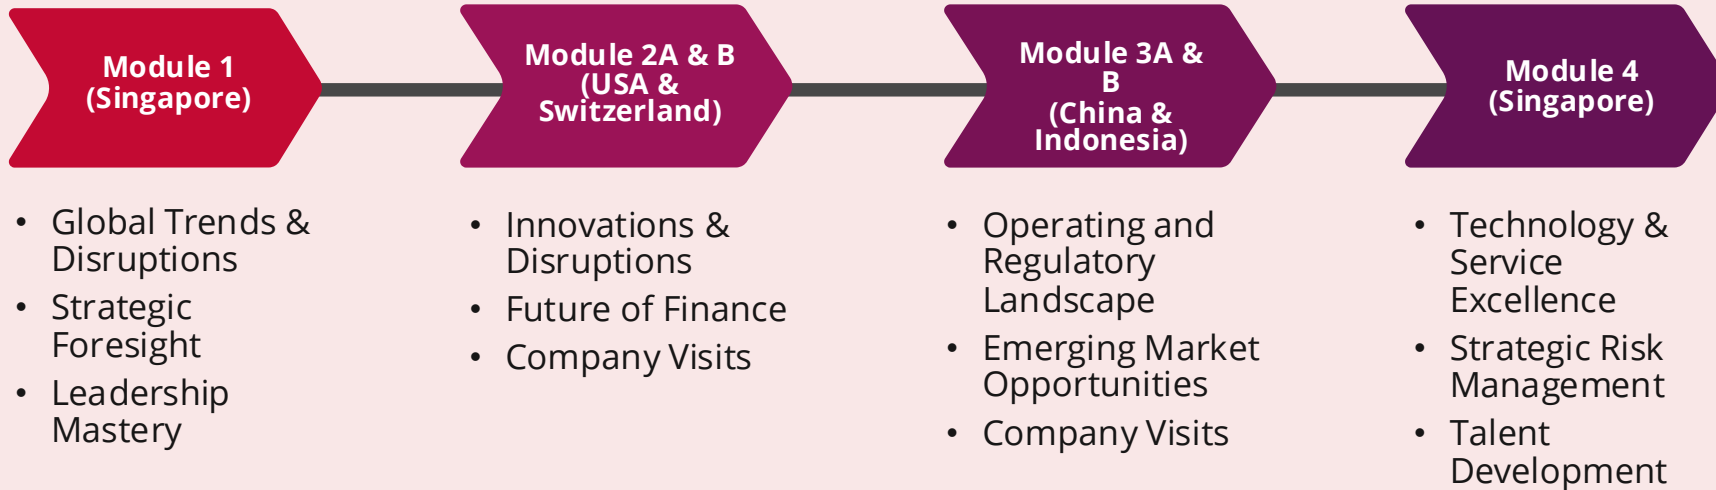 Module 1
(Singapore)
• Global Trends &
Disruptions
• Strategic
Foresight
• Leadership
Mastery
Module 2A & B
(USA &
Switzerland)
• Innovations &
Disruptions
• Future of Finance
• Company Visits
Module 3A &
B
(China &
Indonesia)
• Operating and
Regulatory
Landscape
• Emerging Market
Opportunities
• Company Visits
Module 4
(Singapore)
• Technology &
Service
Excellence
• Strategic Risk
Management
• Talent
Development